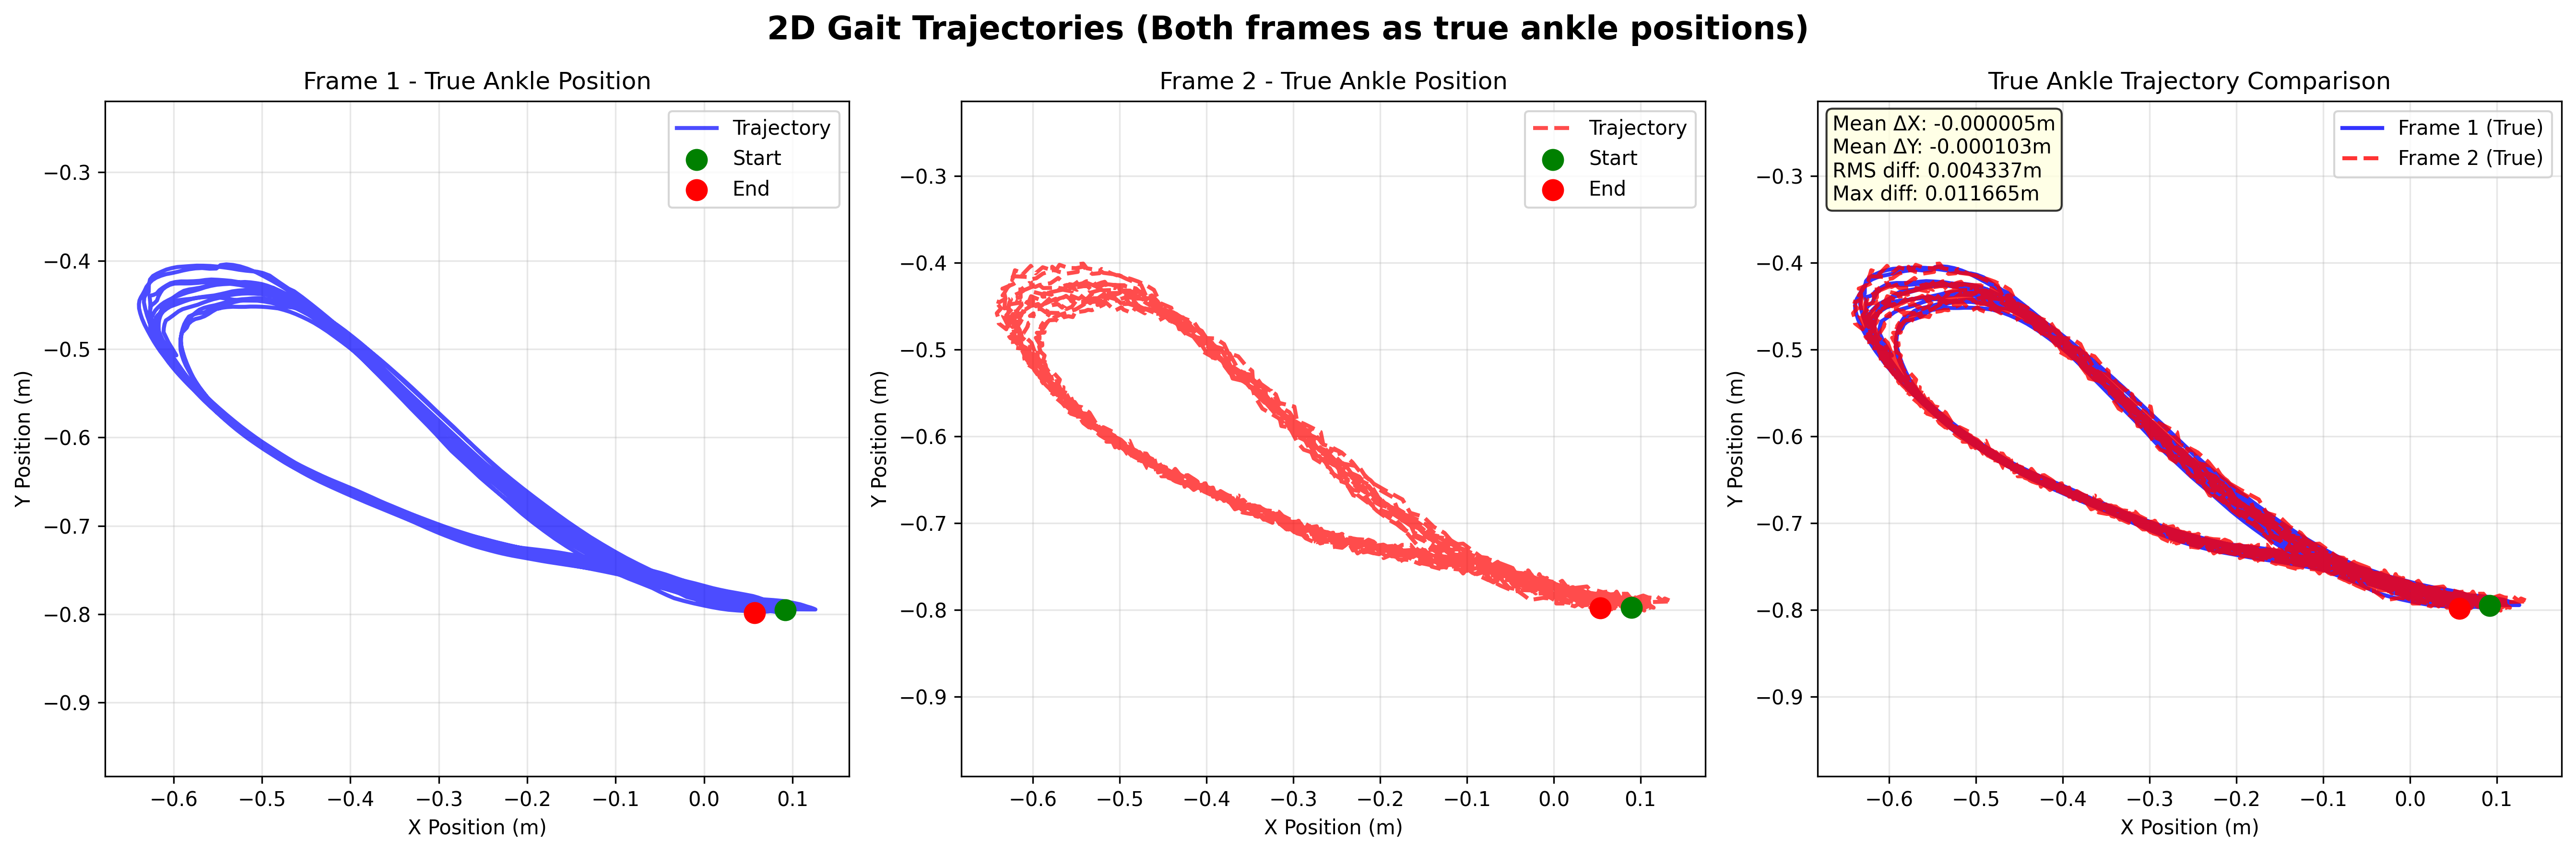 2D Gait Trajectories (Both frames as true ankle positions)
Frame 1 - True Ankle Position
Trajectory
Start
End
−0.3
−0.4
−0.5
−0.6
−0.7
−0.8
−0.9
Y Position (m)
−0.6 −0.5 −0.4 −0.3 −0.2 −0.1 0.0 0.1
X Position (m)
Frame 2 - True Ankle Position
Trajectory
Start
End
−0.3
−0.4
−0.5
−0.6
−0.7
−0.8
−0.9
Y Position (m)
−0.6 −0.5 −0.4 −0.3 −0.2 −0.1 0.0 0.1
X Position (m)
True Ankle Trajectory Comparison
Mean ΔX: -0.000005m
Mean ΔY: -0.000103m
RMS diff: 0.004337m
Max diff: 0.011665m
Frame 1 (True)
Frame 2 (True)
−0.3
−0.4
−0.5
−0.6
−0.7
−0.8
−0.9
Y Position (m)
−0.6 −0.5 −0.4 −0.3 −0.2 −0.1 0.0 0.1
X Position (m)